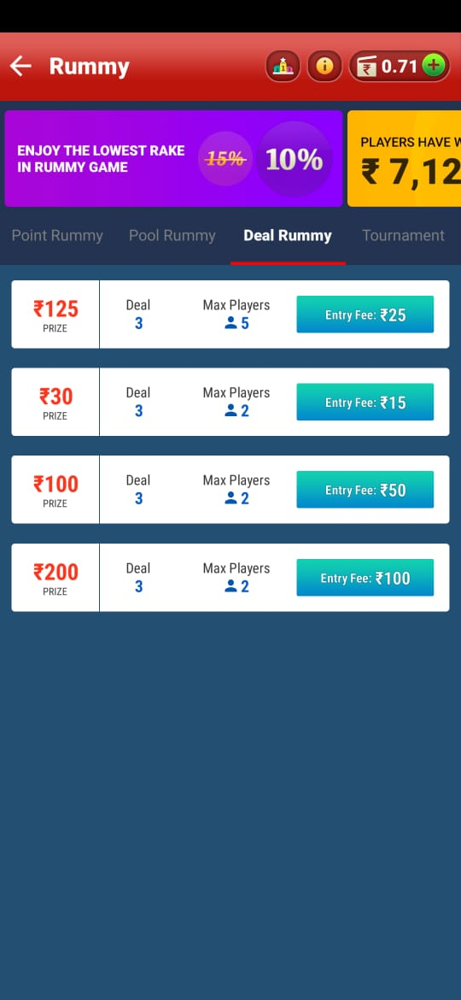 Rummy
1
₹ 0.71 +
ENJOY THE LOWEST RAKE
IN RUMMY GAME
15% 10%
PLAYERS HAVE W
₹ 7,12
Point Rummy Pool Rummy Deal Rummy Tournament
₹125
PRIZE
Deal
3
Max Players
5
Entry Fee: ₹25
₹30
PRIZE
Deal
3
Max Players
2
Entry Fee: ₹15
₹100
PRIZE
Deal
3
Max Players
2
Entry Fee: ₹50
₹200
PRIZE
Deal
3
Max Players
2
Entry Fee: ₹100